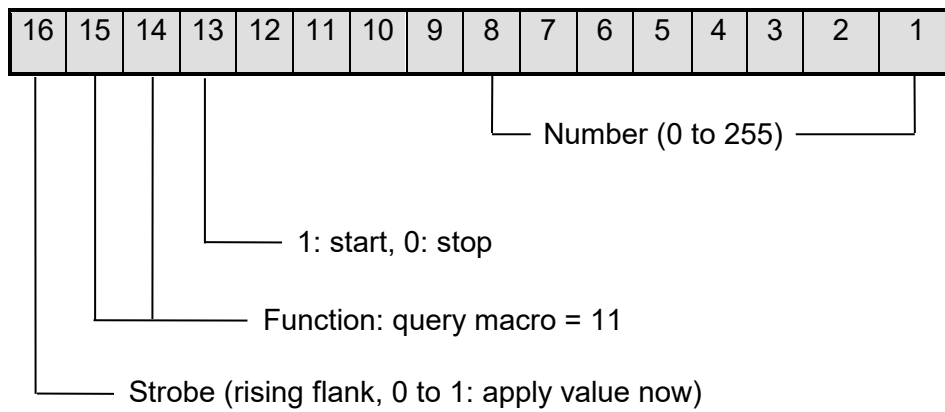 16 15 14 13 12 11 10 9 8 7 6 5 4 3 2 1
Number (0 to 255)
1: start, 0: stop
Function: query macro = 11
Strobe (rising flank, 0 to 1: apply value now)